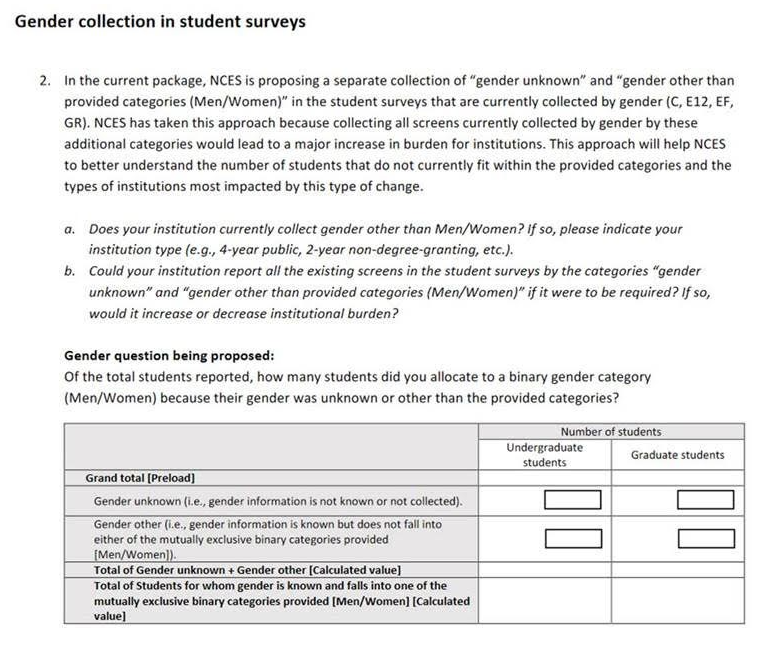 Gender collection in student surveys
2. In the current package, NCES is proposing a separate collection of “gender unknown” and “gender other than
provided categories (Men/Women)” in the student surveys that are currently collected by gender (C, E12, EF,
GR). NCES has taken this approach because collecting all screens currently collected by gender by these
additional categories would lead to a major increase in burden for institutions. This approach will help NCES
to better understand the number of students that do not currently fit within the provided categories and the
types of institutions most impacted by this type of change.
a. Does your institution currently collect gender other than Men/Women? If so, please indicate your
institution type (e.g., 4-year public, 2-year non-degree-granting, etc.).
b. Could your institution report all the existing screens in the student surveys by the categories “gender
unknown” and “gender other than provided categories (Men/Women)” if it were to be required? If so,
would it increase or decrease institutional burden?
Gender question being proposed:
Of the total students reported, how many students did you allocate to a binary gender category
(Men/Women) because their gender was unknown or other than the provided categories?
Number of students
Undergraduate
students
Graduate students
Grand total [Preload]
Gender unknown (i.e., gender information is not known or not collected).
Gender other (i.e., gender information is known but does not fall into
either of the mutually exclusive binary categories provided
[Men/Women]).
Total of Gender unknown + Gender other [Calculated value]
Total of Students for whom gender is known and falls into one of the
mutually exclusive binary categories provided [Men/Women] [Calculated
value]